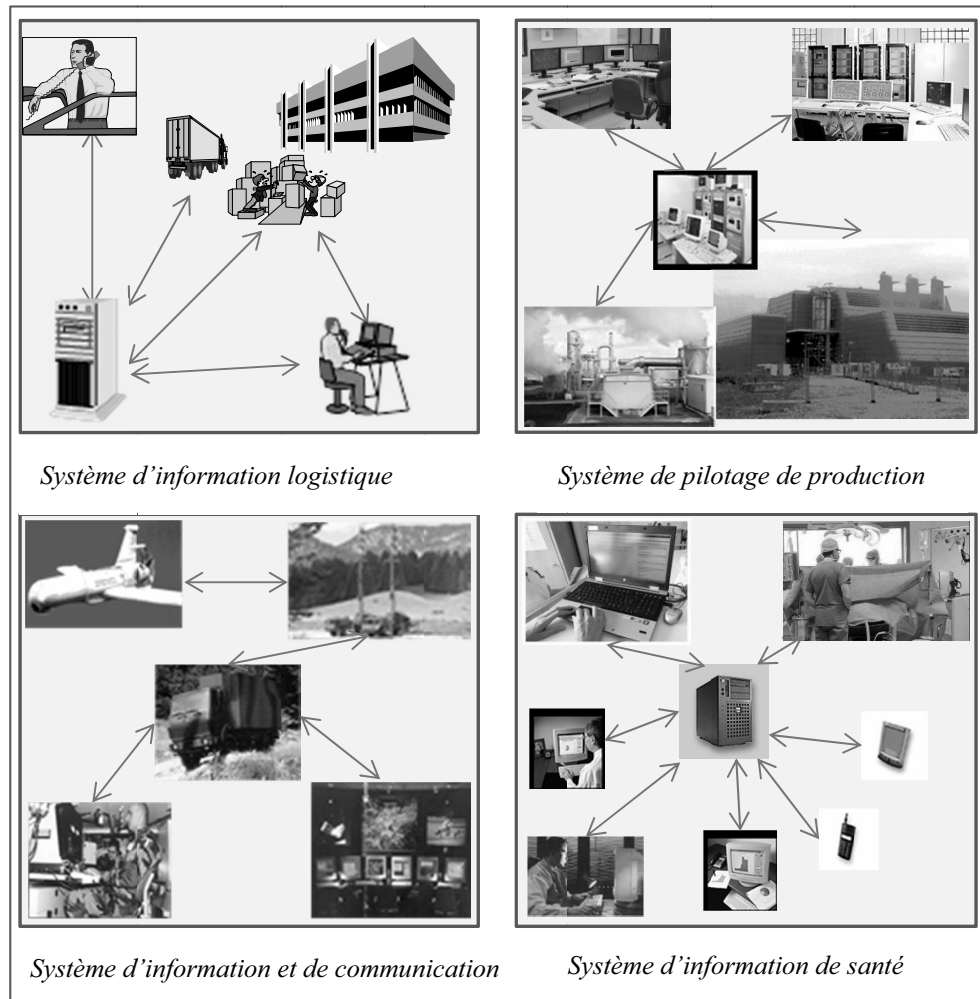 Système d'information logistique
Système de pilotage de production
Système d'information et de communication
Système d'information de santé